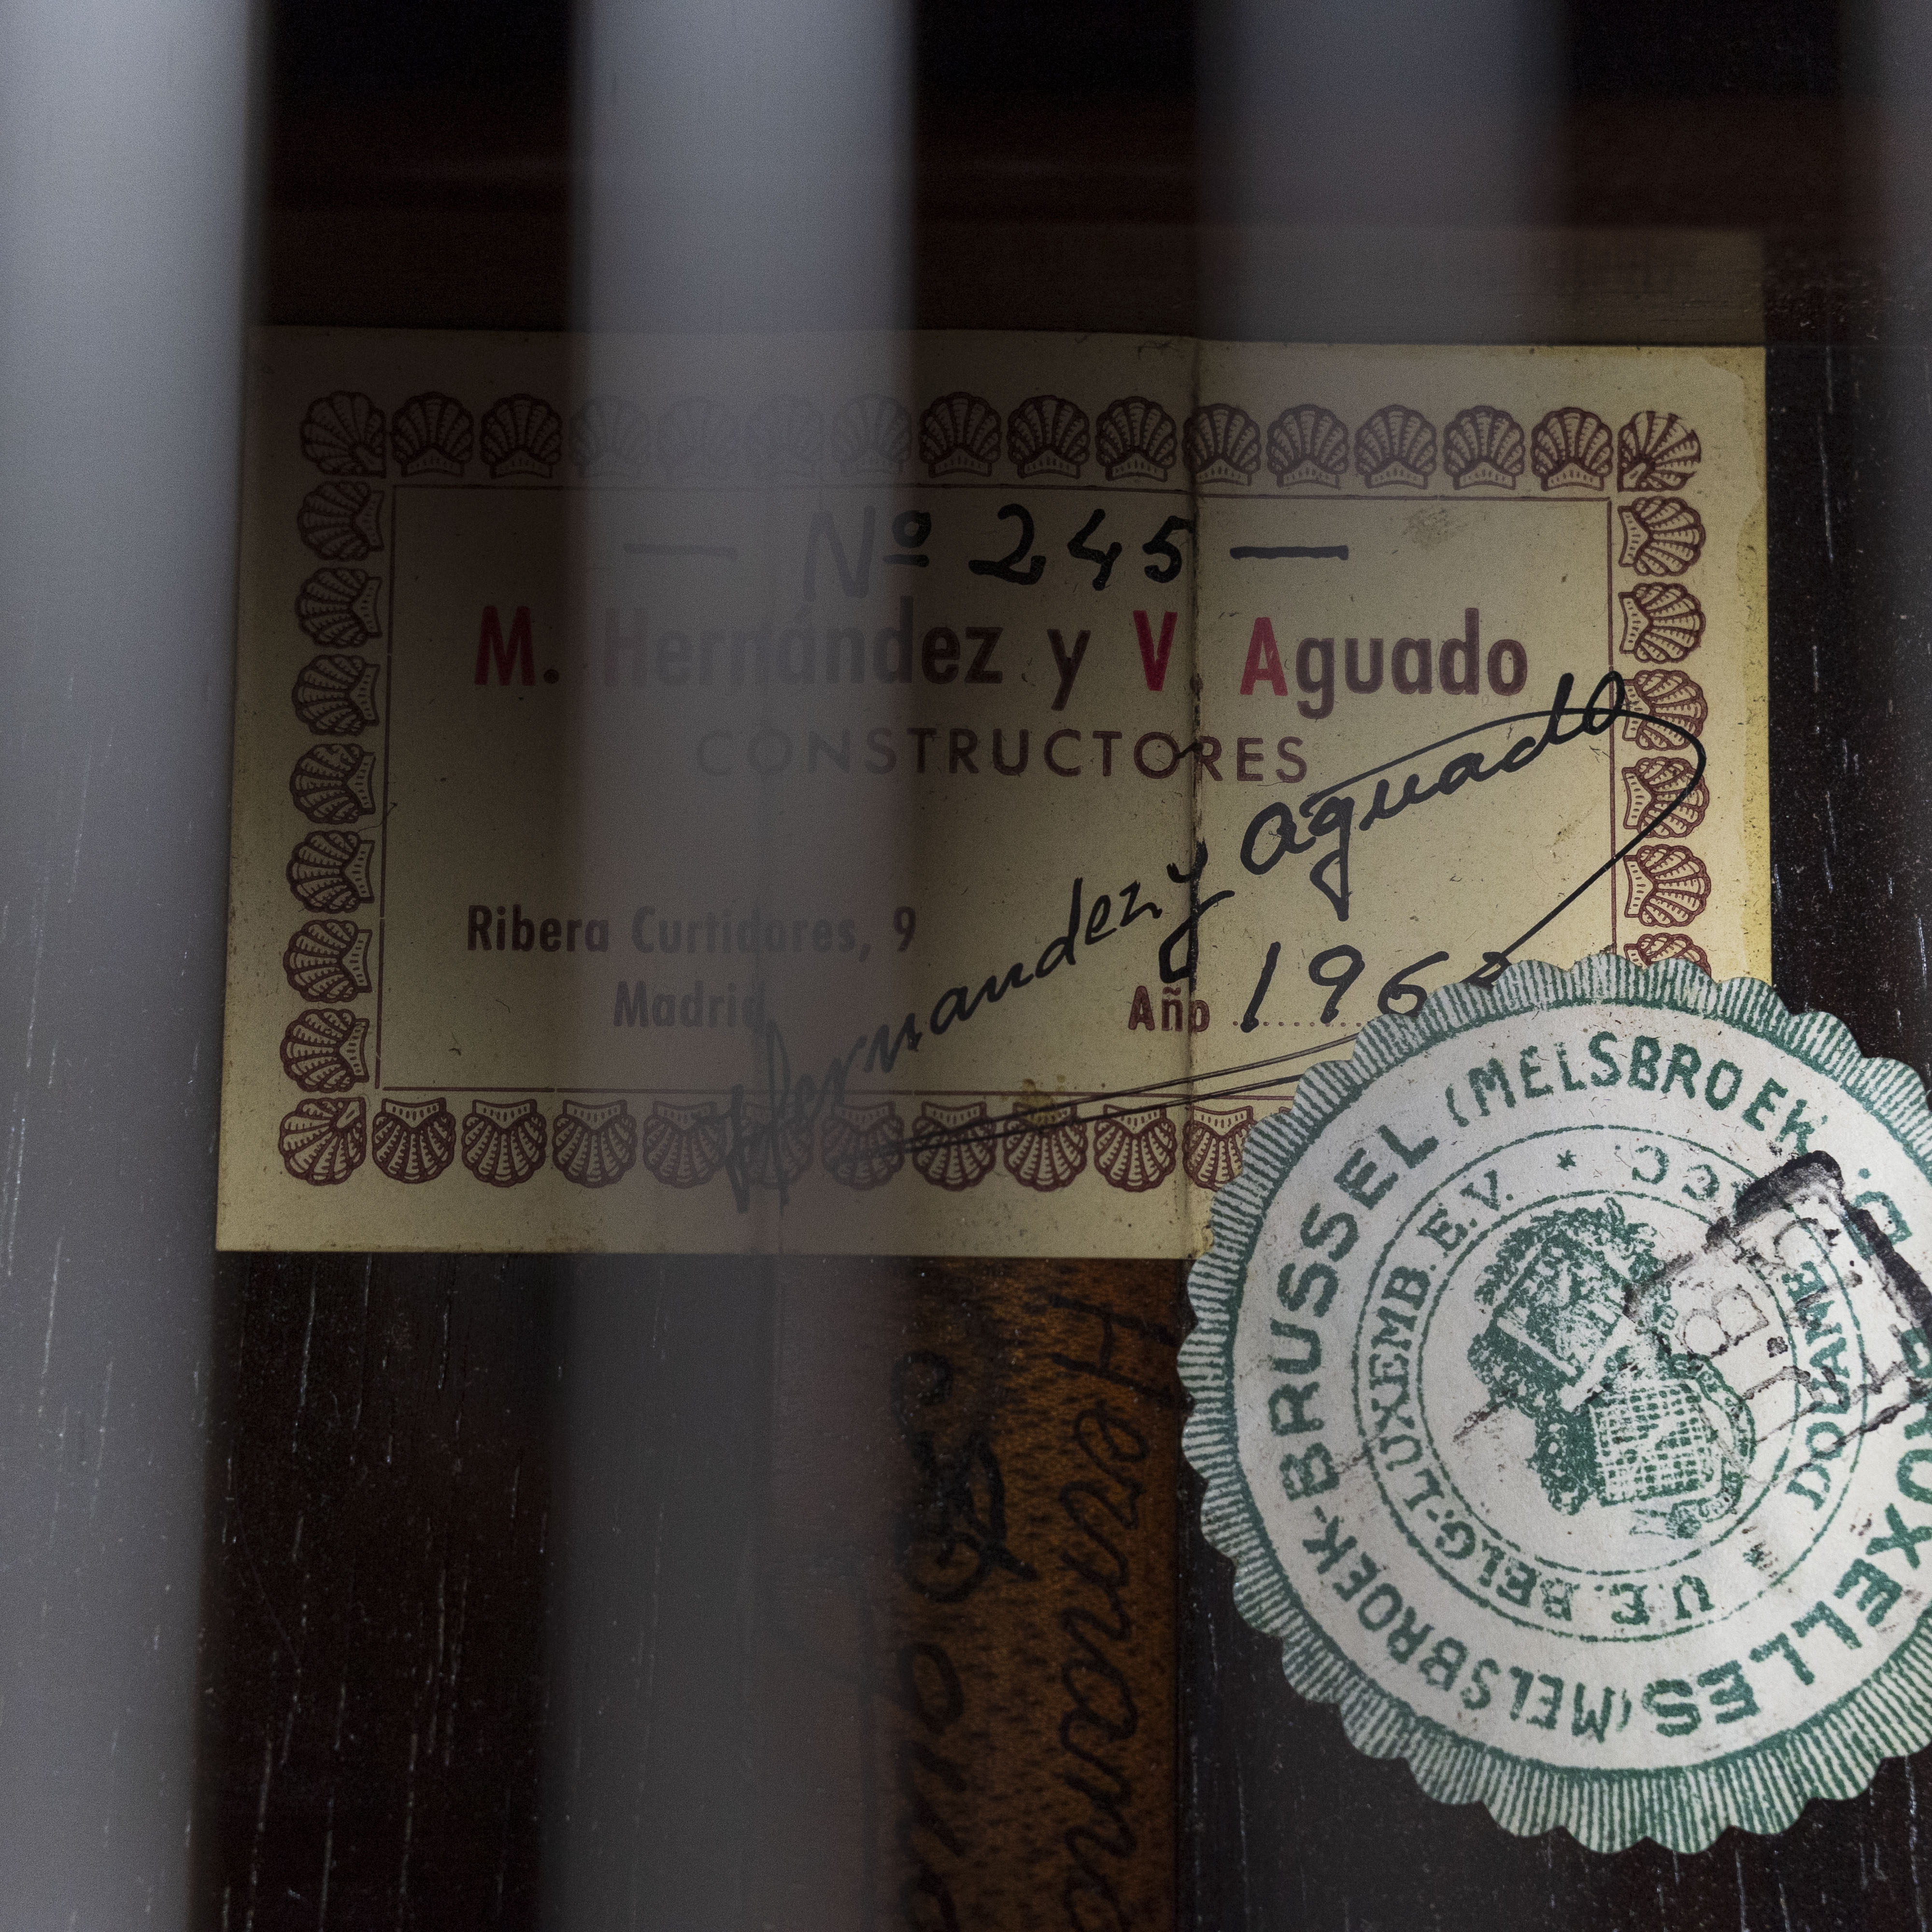 — Nº 245 —
M. Hernández y V Aguado
CONSTRUCTORES
Hernandez y aguado
Ribera Curtidores, 9
Madrid
Año 196
BRUSSEL (MELSBROEK
BRUXELLES (MELSBROEK-
U.E. BELG.-LUXEMB. E.V. *
DOUANE